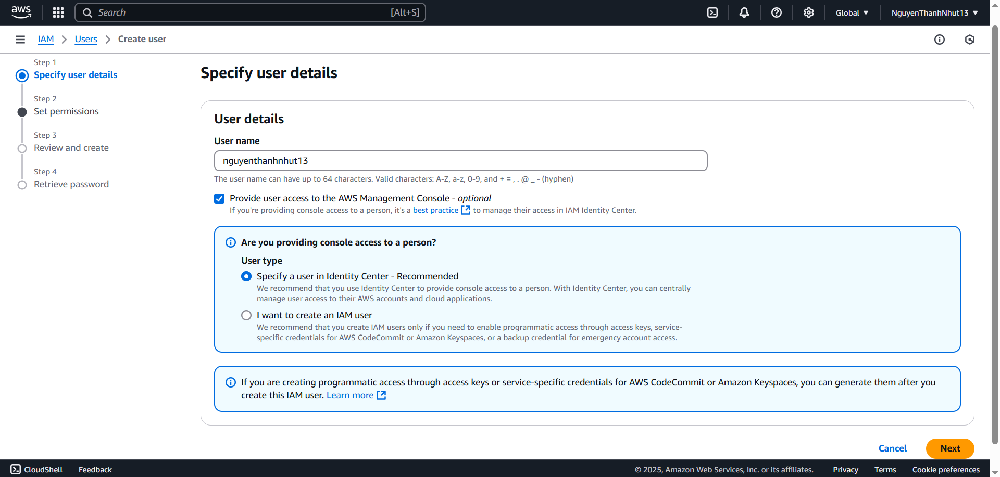 aws
Search
[Alt+S]
Global
NguyenThanhNhut13
IAM
Users
Create user
Step 1
Specify user details
Step 2
Set permissions
Step 3
Review and create
Step 4
Retrieve password
Specify user details
User details
User name
nguyenthanhnhut13
The user name can have up to 64 characters. Valid characters: A-Z, a-z, 0-9, and + = , . @ _ - (hyphen)
Provide user access to the AWS Management Console - optional
If you're providing console access to a person, it's a best practice to manage their access in IAM Identity Center.
Are you providing console access to a person?
User type
Specify a user in Identity Center - Recommended
We recommend that you use Identity Center to provide console access to a person. With Identity Center, you can centrally
manage user access to their AWS accounts and cloud applications.
I want to create an IAM user
We recommend that you create IAM users only if you need to enable programmatic access through access keys, service-
specific credentials for AWS CodeCommit or Amazon Keyspaces, or a backup credential for emergency account access.
If you are creating programmatic access through access keys or service-specific credentials for AWS CodeCommit or Amazon Keyspaces, you can generate them after you
create this IAM user. Learn more
Cancel
Next
CloudShell
Feedback
© 2025, Amazon Web Services, Inc. or its affiliates.
Privacy
Terms
Cookie preferences